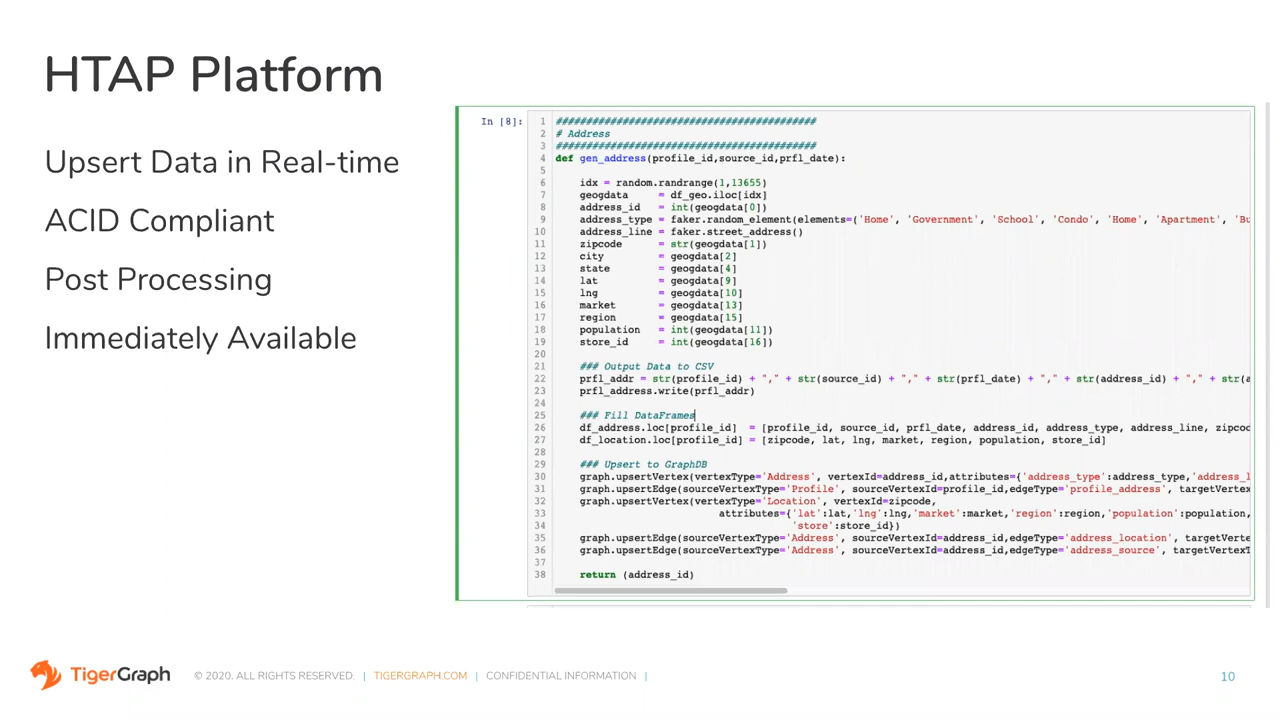 HTAP Platform
Upsert Data in Real-time
ACID Compliant
Post Processing
Immediately Available
In [8]:
1 ###########################################
2 # Address
3 ###########################################
4 def gen_address(profile_id,source_id,prfl_date):
5
6 idx = random.randrange(1,13655)
7 geogdata = df_geo.iloc[idx]
8 address_id = int(geogdata[0])
9 address_type = faker.random_element(elements=('Home', 'Government', 'School', 'Condo', 'Home', 'Apartment', 'Bu
10 address_line = faker.street_address()
11 zipcode = str(geogdata[1])
12 city = geogdata[2]
13 state = geogdata[4]
14 lat = geogdata[9]
15 lng = geogdata[10]
16 market = geogdata[13]
17 region = geogdata[15]
18 population = int(geogdata[11])
19 store_id = int(geogdata[16])
20
21 ### Output Data to CSV
22 prfl_addr = str(profile_id) + "," + str(source_id) + "," + str(prfl_date) + "," + str(address_id) + "," + str(a
23 prfl_address.write(prfl_addr)
24
25 ### Fill DataFrames
26 df_address.loc[profile_id] = [profile_id, source_id, prfl_date, address_id, address_type, address_line, zipcod
27 df_location.loc[profile_id] = [zipcode, lat, lng, market, region, population, store_id]
28
29 ### Upsert to GraphDB
30 graph.upsertVertex(vertexType='Address', vertexId=address_id,attributes={'address_type':address_type,'address_l
31 graph.upsertEdge(sourceVertexType='Profile', sourceVertexId=profile_id,edgeType='profile_address', targetVertex
32 graph.upsertVertex(vertexType='Location', vertexId=zipcode,
33 attributes={'lat':lat,'lng':lng,'market':market,'region':region,'population':population,
34 'store':store_id})
35 graph.upsertEdge(sourceVertexType='Address', sourceVertexId=address_id,edgeType='address_location', targetVerte
36 graph.upsertEdge(sourceVertexType='Address', sourceVertexId=address_id,edgeType='address_source', targetVertexT
37
38 return (address_id)
TigerGraph
© 2020. ALL RIGHTS RESERVED. | TIGERGRAPH.COM | CONFIDENTIAL INFORMATION |
10